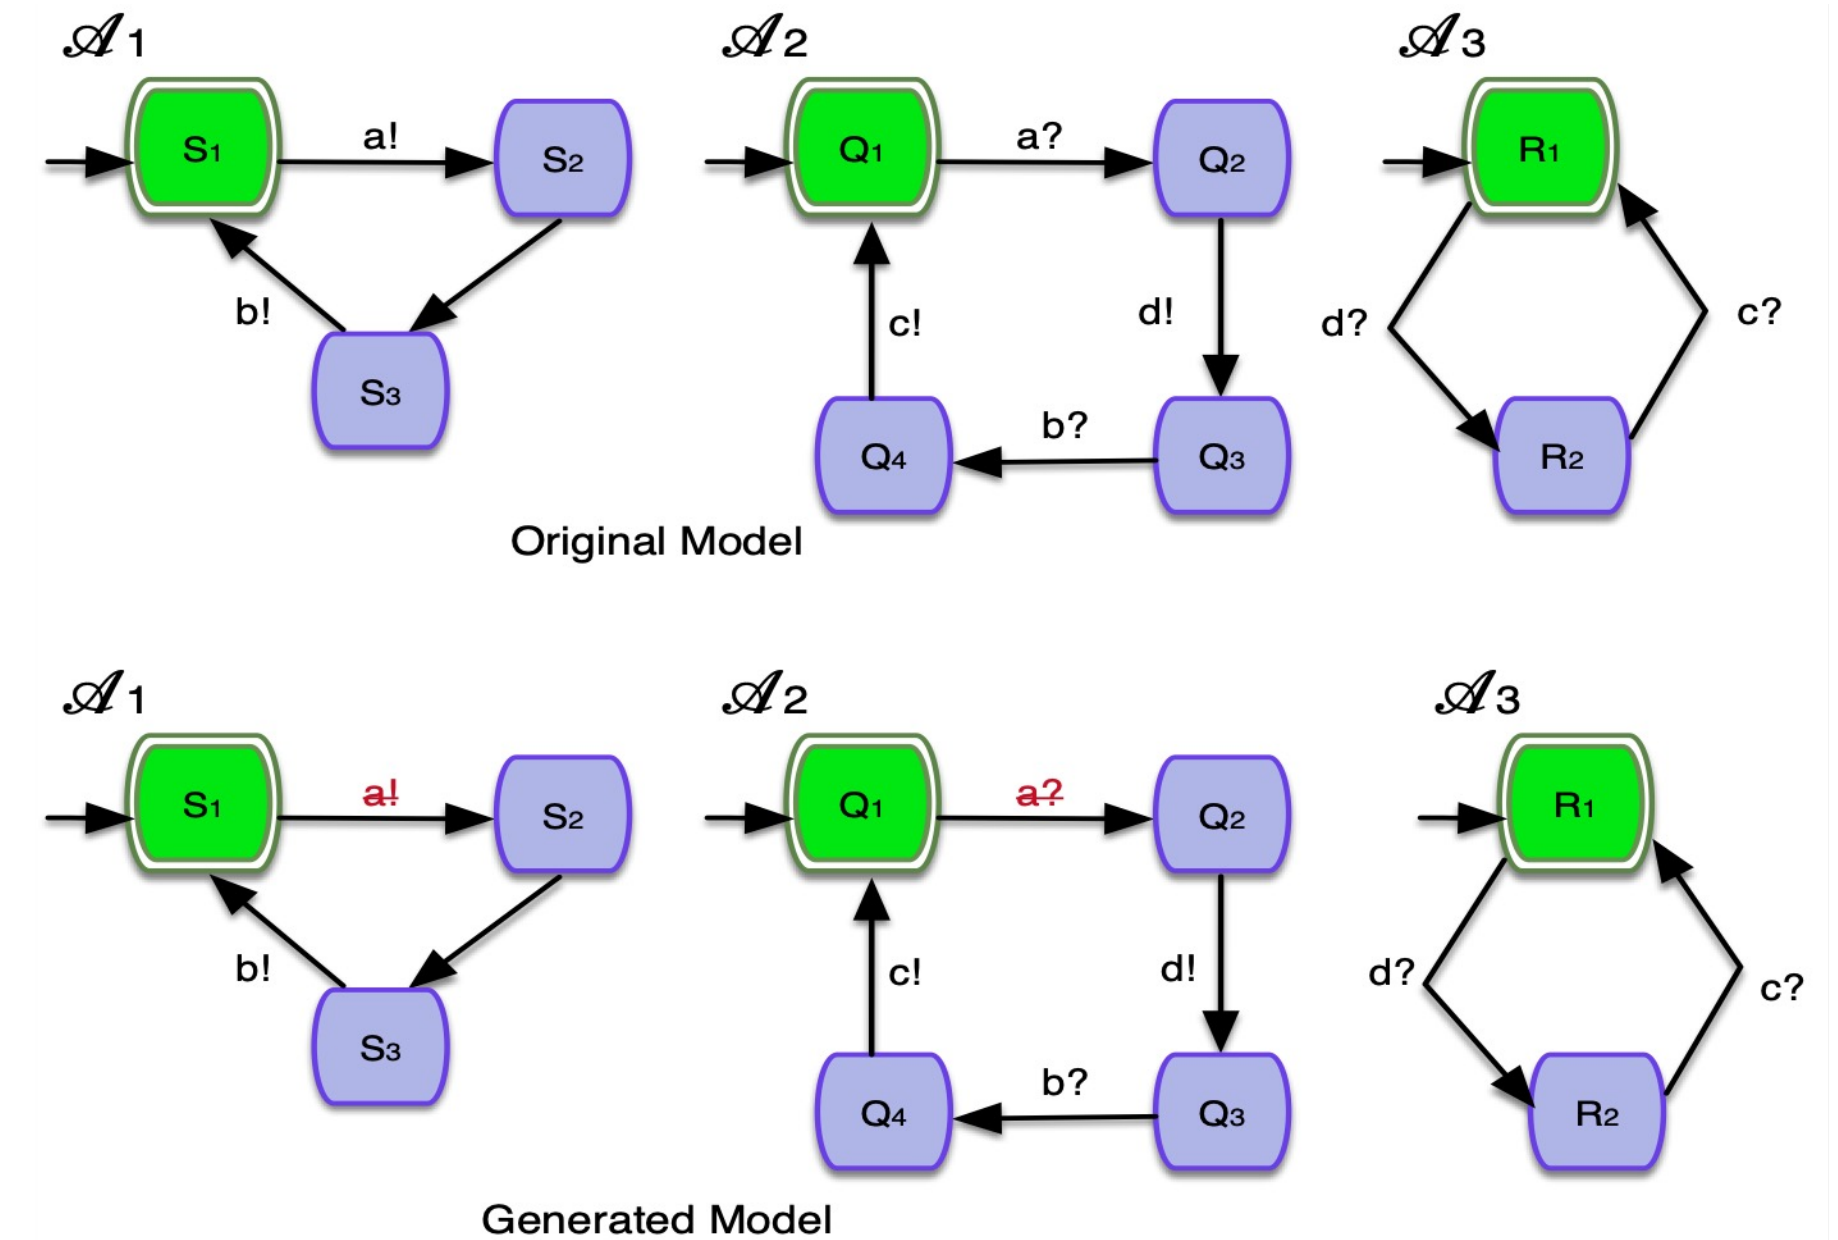 𝒜1
𝒜2
𝒜3
S1
a!
S2
Q1
a?
Q2
R1
b!
c!
d!
d?
c?
S3
b?
Q4
Q3
R2
Original Model
𝒜1
𝒜2
𝒜3
S1
a!
S2
Q1
a?
Q2
R1
b!
c!
d!
d?
c?
S3
b?
Q4
Q3
R2
Generated Model